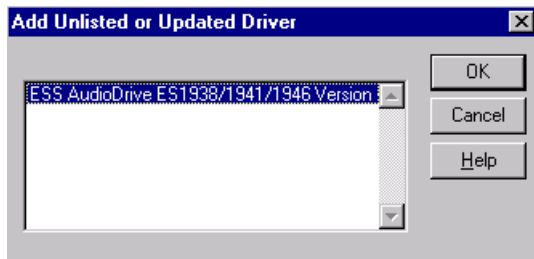 Add Unlisted or Updated Driver
ESS AudioDrive ES1938/1941/1946 Version
OK
Cancel
Help